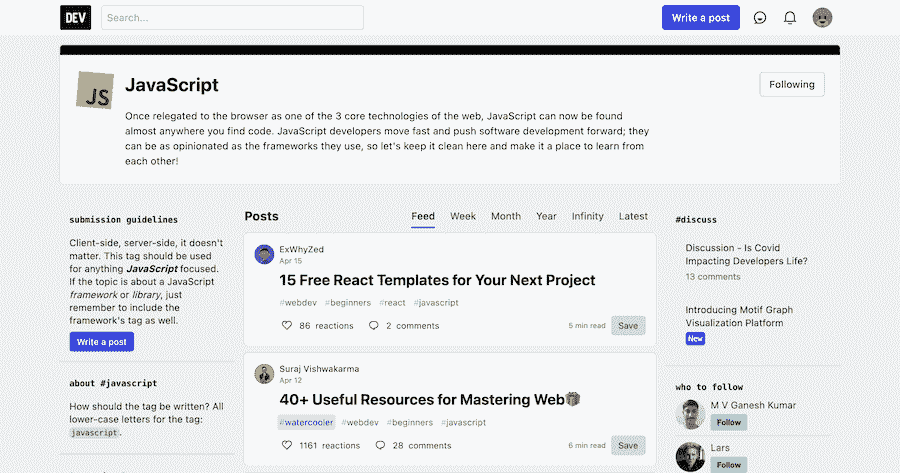 DEV
Search...
Write a post
JS
JavaScript
Following
Once relegated to the browser as one of the 3 core technologies of the web, JavaScript can now be found
almost anywhere you find code. JavaScript developers move fast and push software development forward; they
can be as opinionated as the frameworks they use, so let's keep it clean here and make it a place to learn from
each other!
submission guidelines
Client-side, server-side, it doesn't
matter. This tag should be used
for anything JavaScript focused.
If the topic is about a JavaScript
framework or library, just
remember to include the
framework's tag as well.
Write a post
about #javascript
How should the tag be written? All
lower-case letters for the tag:
javascript.
Posts
Feed Week Month Year Infinity Latest
ExWhyZed
Apr 15
15 Free React Templates for Your Next Project
#webdev #beginners #react #javascript
86 reactions 2 comments 5 min read Save
Suraj Vishwakarma
Apr 12
40+ Useful Resources for Mastering Web
#watercooler #webdev #beginners #javascript
1161 reactions 28 comments 6 min read Save
#discuss
Discussion - Is Covid
Impacting Developers Life?
13 comments
Introducing Motif Graph
Visualization Platform
New
who to follow
M V Ganesh Kumar
Follow
Lars
Follow